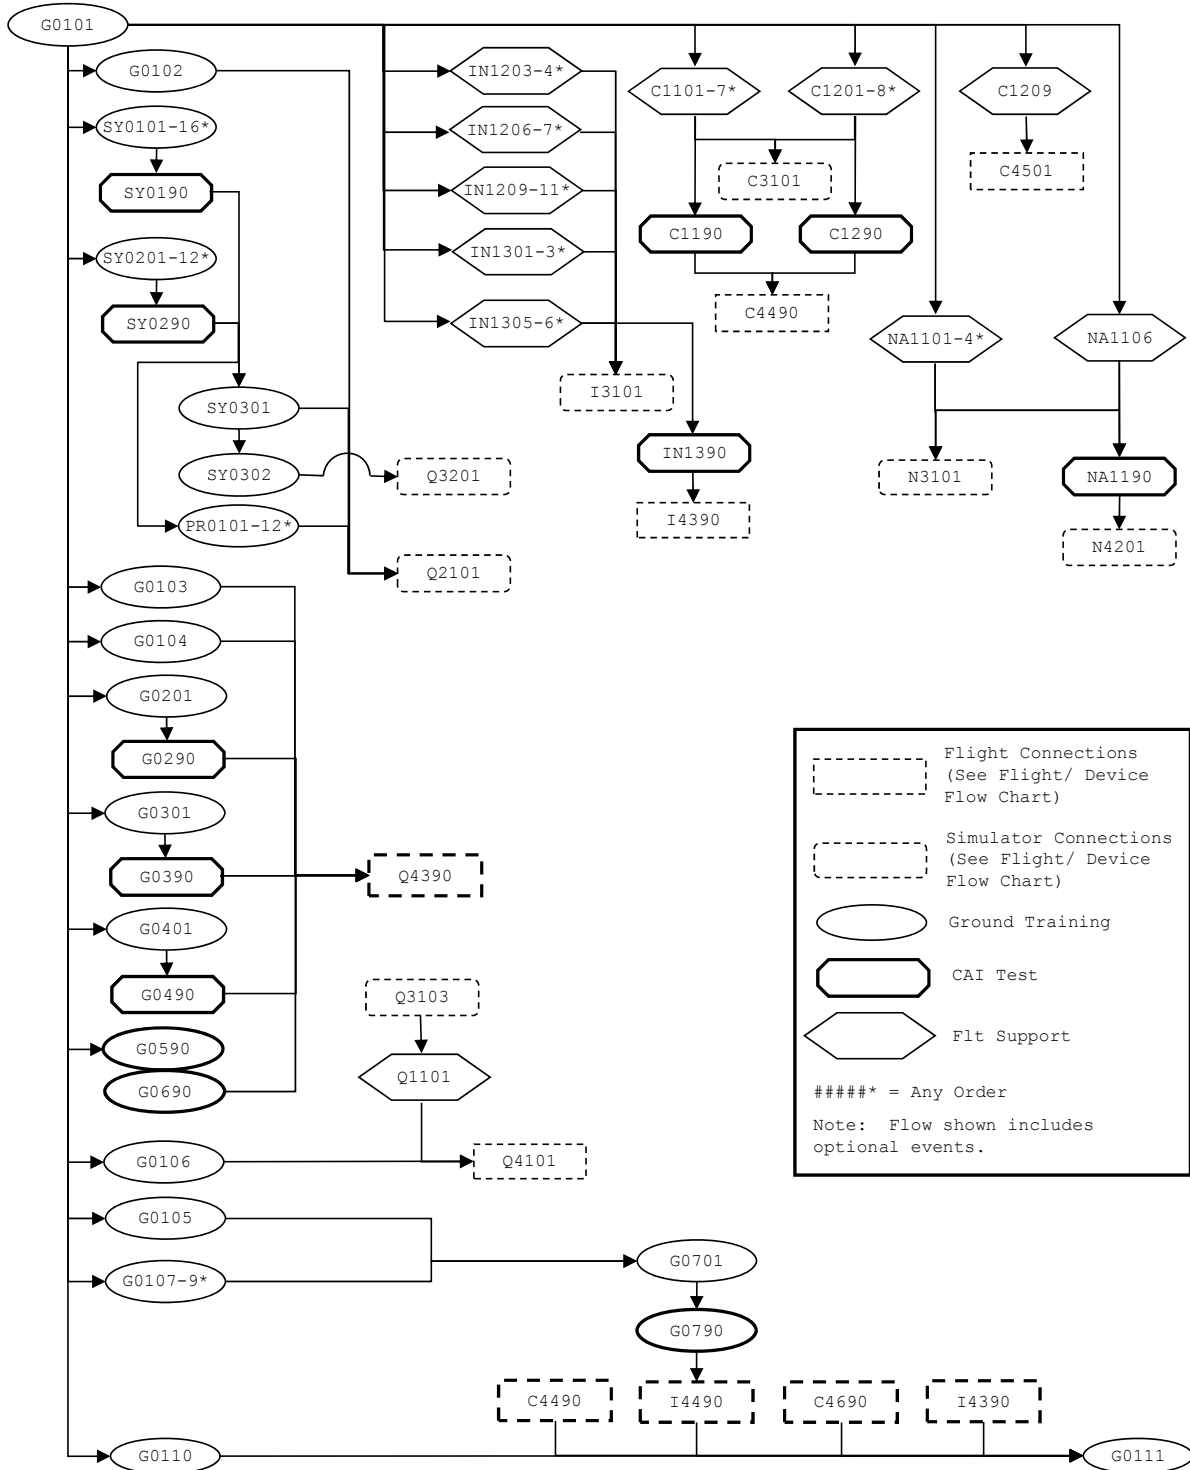 G0101
G0102
SY0101-16*
SY0190
SY0201-12*
SY0290
SY0301
SY0302
PR0101-12*
Q3201
Q2101
IN1203-4*
IN1206-7*
IN1209-11*
IN1301-3*
IN1305-6*
I3101
IN1390
I4390
C1101-7*
C1201-8*
C1209
C3101
C4501
C1190
C1290
C4490
NA1101-4*
NA1106
N3101
NA1190
N4201
G0103
G0104
G0201
G0290
G0301
G0390
Q4390
G0401
G0490
G0590
G0690
Q3103
Q1101
G0106
Q4101
G0105
G0107-9*
G0701
G0790
C4490
I4490
C4690
I4390
G0110
G0111
Flight Connections
(See Flight/ Device
Flow Chart)
Simulator Connections
(See Flight/ Device
Flow Chart)
Ground Training
CAI Test
Flt Support
#####* = Any Order
Note: Flow shown includes
optional events.